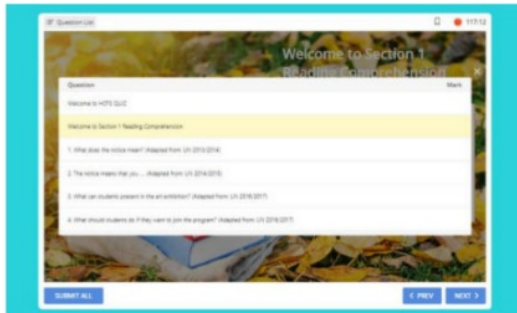 Question List
117:12
Welcome to Section 1
Reading Comprehension
Question Mark
Welcome to HOTS QUIZ
Welcome to Section 1 Reading Comprehension
1. What does the notice mean? (Adapted from: UN 2013/2014)
2. The notice means that you ... (Adapted from: UN 2014/2015)
3. What can students present in the art exhibition? (Adapted from: UN 2016/2017)
4. What should students do if they want to join the program? (Adapted from: UN 2016/2017)
SUBMIT ALL
< PREV
NEXT >